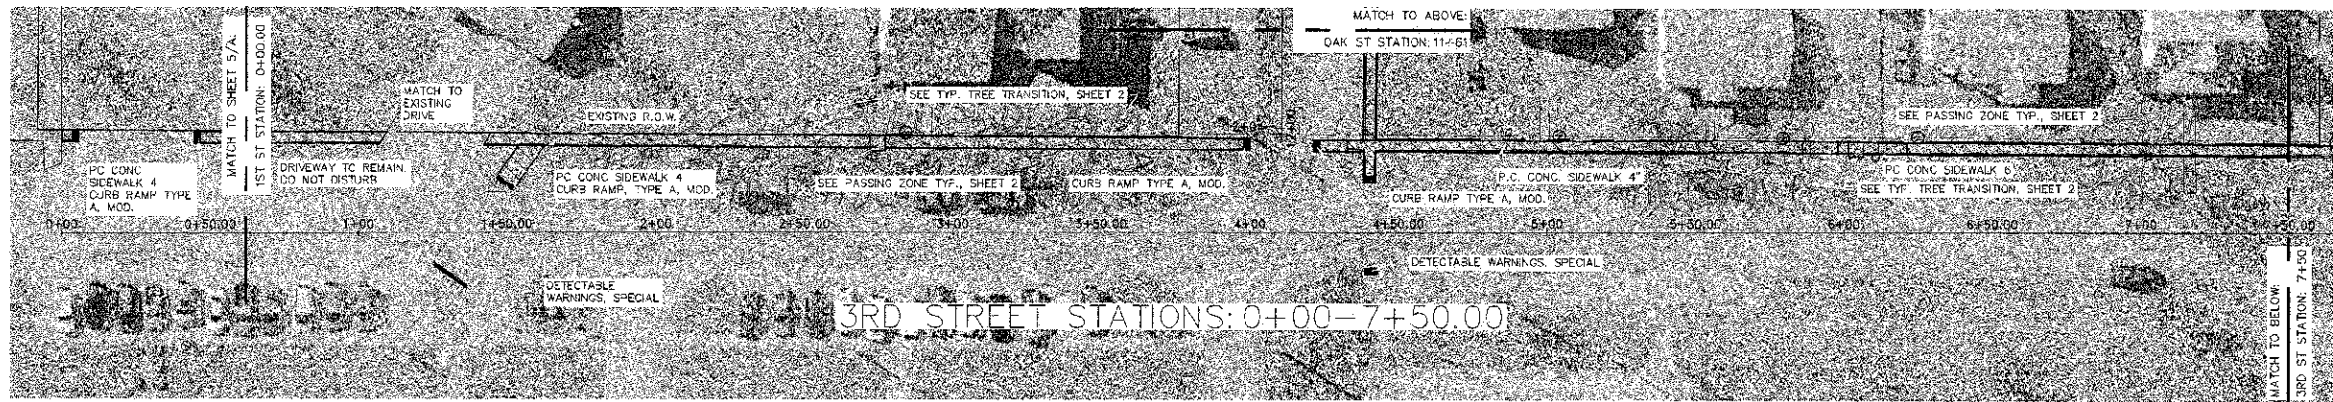 MATCH TO SHEET 5/A:
1ST ST STATION: 0+00.00
MATCH TO
EXISTING
DRIVE
EXISTING R.O.W.
SEE TYP. TREE TRANSITION, SHEET 2
MATCH TO ABOVE:
OAK ST STATION: 11+61
SEE PASSING ZONE TYP., SHEET 2
12+00
PC CONC
SIDEWALK 4
CURB RAMP TYPE
A, MOD.
DRIVEWAY TO REMAIN.
DO NOT DISTURB
PC CONC SIDEWALK 4
CURB RAMP, TYPE A, MOD.
SEE PASSING ZONE TYP., SHEET 2
CURB RAMP TYPE A, MOD.
CURB RAMP TYPE A, MOD.
P.C. CONC. SIDEWALK 4"
PC CONC SIDEWALK 6"
SEE TYP. TREE TRANSITION, SHEET 2
0+00
0+50.00
1+00
1+50.00
2+00
2+50.00
3+00
3+50.00
4+00
4+50.00
5+00
5+50.00
6+00
6+50.00
7+00
7+50.00
DETECTABLE
WARNINGS, SPECIAL
DETECTABLE WARNINGS, SPECIAL
3RD STREET STATIONS: 0+00-7+50.00
MATCH TO BELOW:
3RD ST STATION: 7+50